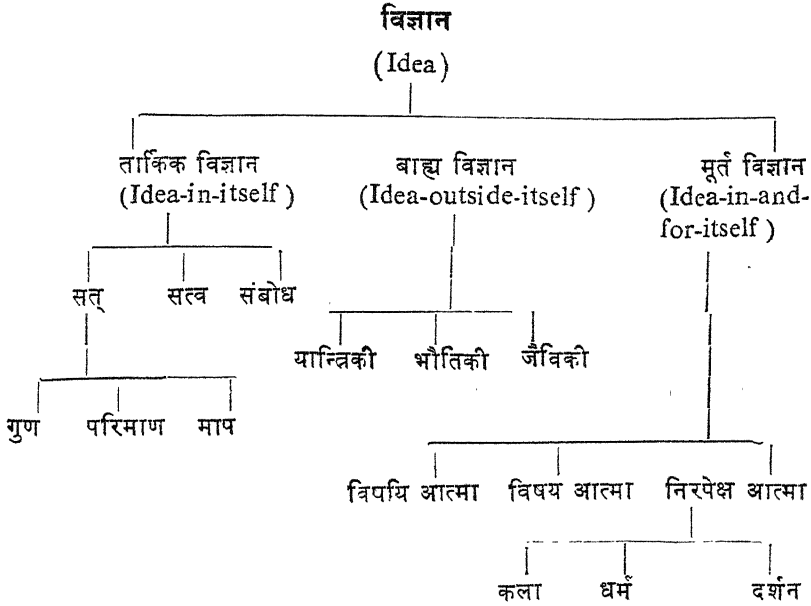 विज्ञान
(Idea)
तार्किक विज्ञान बाह्य विज्ञान मूर्त विज्ञान
(Idea-in-itself) (Idea-outside-itself) (Idea-in-and-
for-itself)
सत् सत्व संबोध
यान्त्रिकी भौतिकी जैविकी
गुण परिमाण माप
विषयि आत्मा विषय आत्मा निरपेक्ष आत्मा
कला धर्म दर्शन